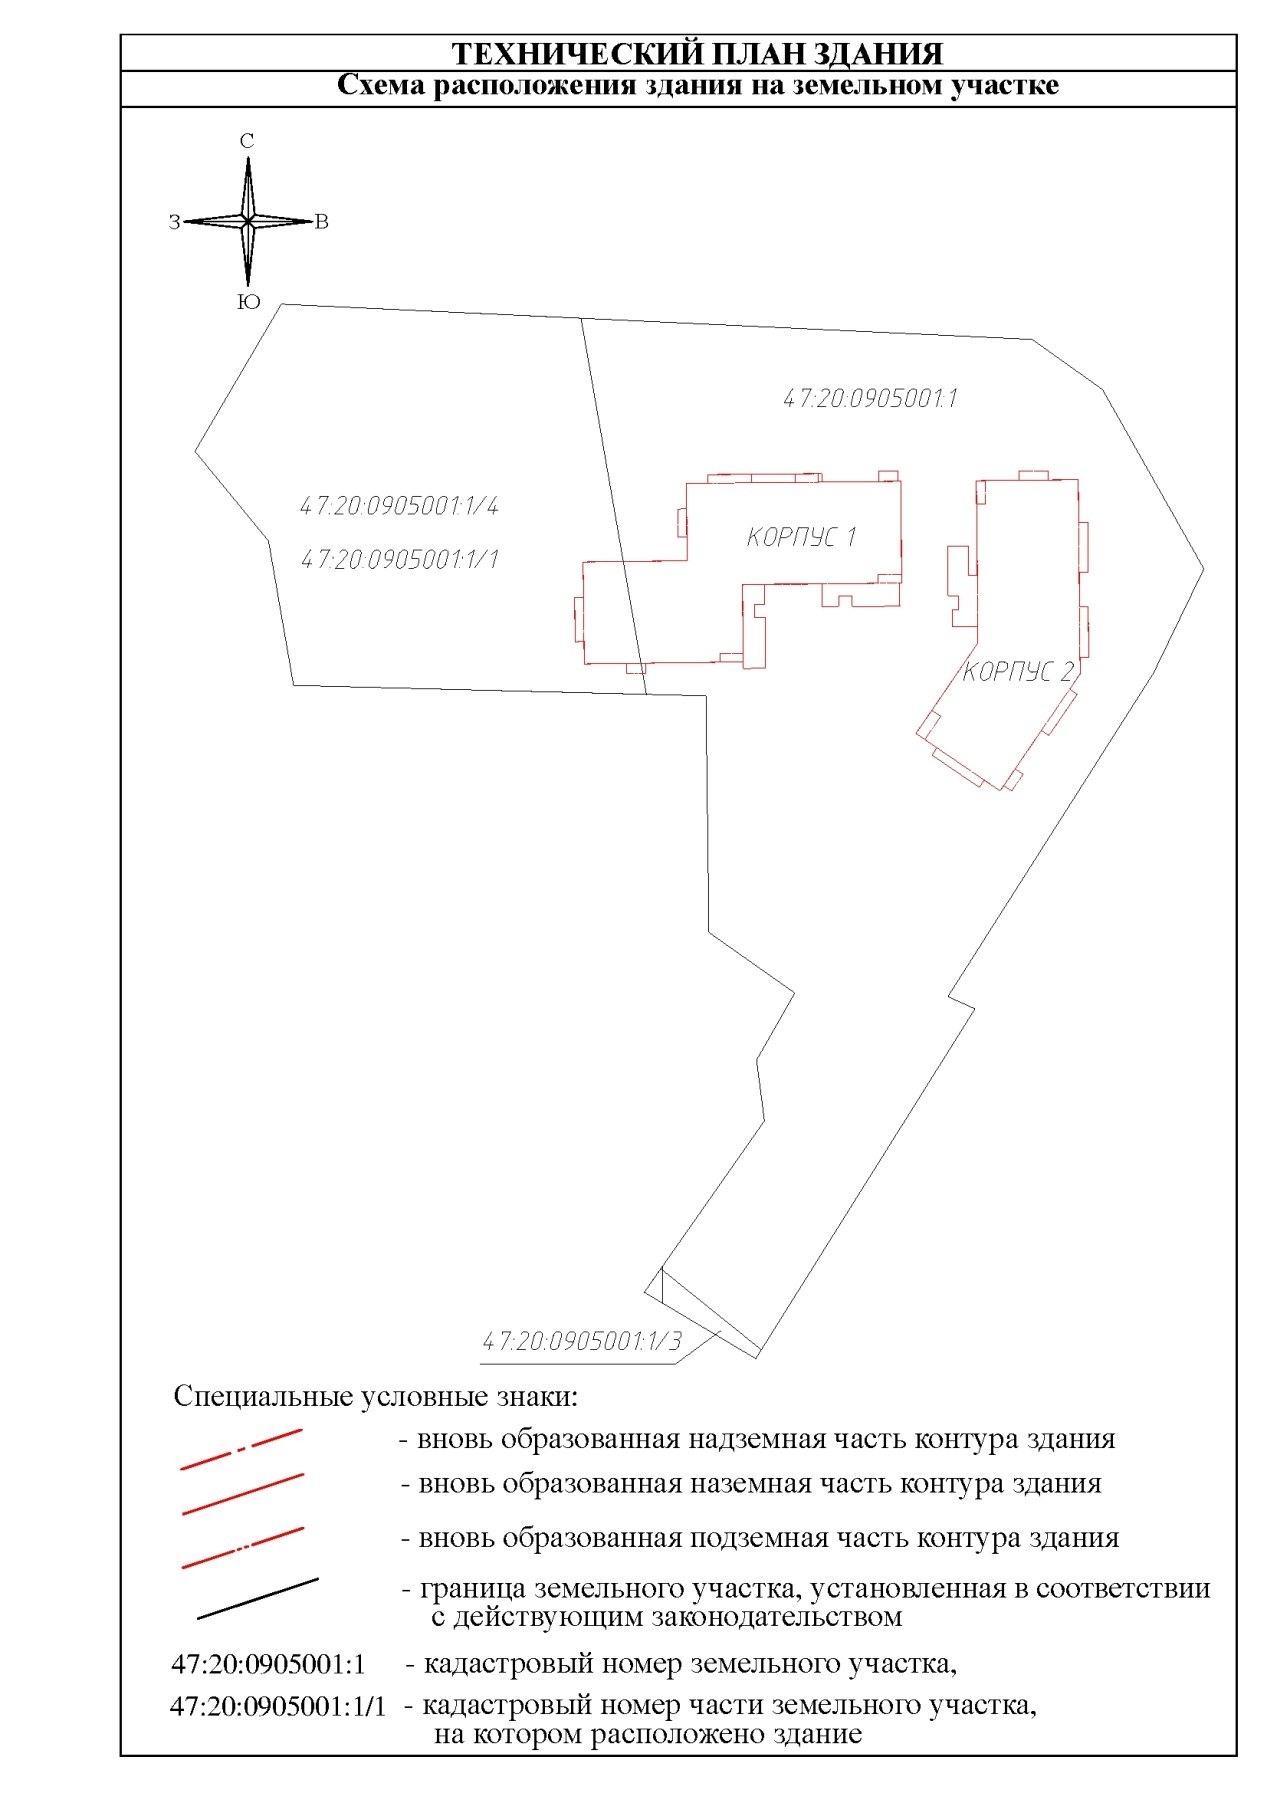 ТЕХНИЧЕСКИЙ ПЛАН ЗДАНИЯ
Схема расположения здания на земельном участке
С
З
В
Ю
47:20:0905001:1
47:20:0905001:1/4
47:20:0905001:1/1
КОРПУС 1
КОРПУС 2
47:20:0905001:1/3
Специальные условные знаки:
- вновь образованная надземная часть контура здания
- вновь образованная наземная часть контура здания
- вновь образованная подземная часть контура здания
- граница земельного участка, установленная в соответствии
с действующим законодательством
47:20:0905001:1 - кадастровый номер земельного участка,
47:20:0905001:1/1 - кадастровый номер части земельного участка,
на котором расположено здание